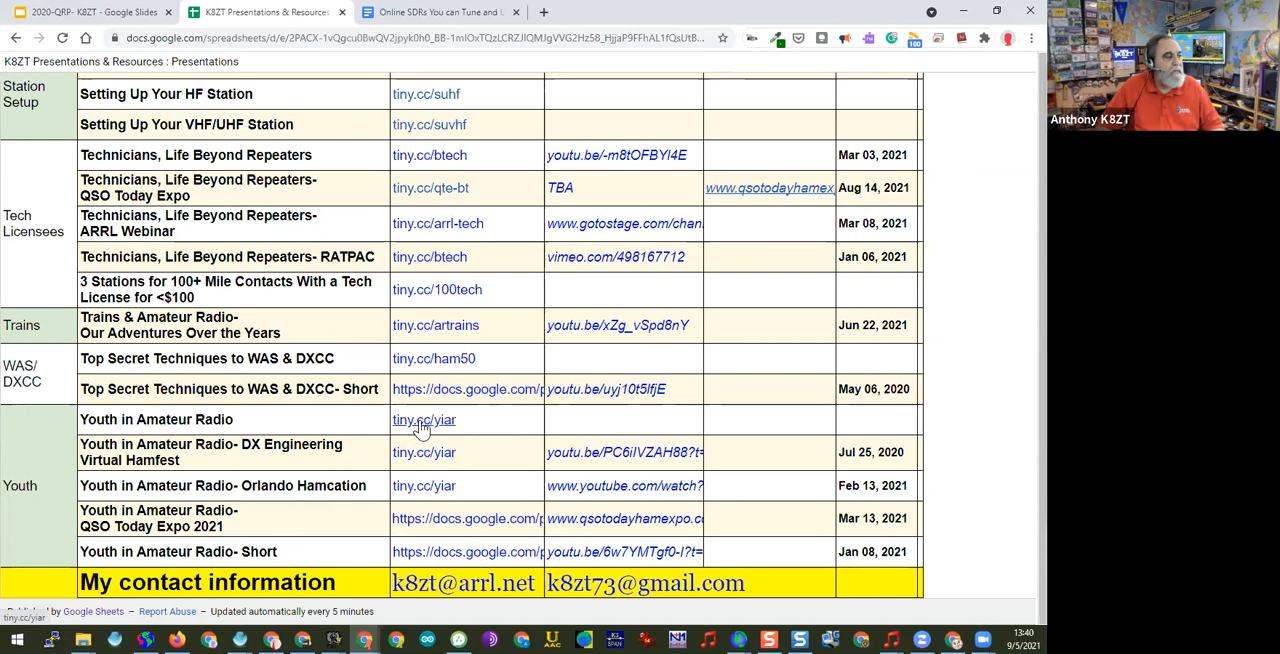 2020-QRP- K8ZT - Google Slides
K8ZT Presentations & Resources
Online SDRs You can Tune and U
docs.google.com/spreadsheets/d/e/2PACX-1vQgcu0BwQV2jpyk0h0_BB-1mIOxTQzLCRZJIQMJgVVG2Hz58_HjjaP9FFhAL1fQsUtB...
K8ZT Presentations & Resources : Presentations
Station
Setup
Setting Up Your HF Station tiny.cc/suhf
Setting Up Your VHF/UHF Station tiny.cc/suvhf
Tech
Licensees
Technicians, Life Beyond Repeaters tiny.cc/btech youtu.be/-m8tOFBYl4E Mar 03, 2021
Technicians, Life Beyond Repeaters-
QSO Today Expo tiny.cc/qte-bt TBA www.qsotodayhamex Aug 14, 2021
Technicians, Life Beyond Repeaters-
ARRL Webinar tiny.cc/arrl-tech www.gotostage.com/chan Mar 08, 2021
Technicians, Life Beyond Repeaters- RATPAC tiny.cc/btech vimeo.com/498167712 Jan 06, 2021
3 Stations for 100+ Mile Contacts With a Tech
License for <$100 tiny.cc/100tech
Trains
Trains & Amateur Radio-
Our Adventures Over the Years tiny.cc/artrains youtu.be/xZg_vSpd8nY Jun 22, 2021
WAS/
DXCC
Top Secret Techniques to WAS & DXCC tiny.cc/ham50
Top Secret Techniques to WAS & DXCC- Short https://docs.google.com/p youtu.be/uyj10t5lfjE May 06, 2020
Youth
Youth in Amateur Radio tiny.cc/yiar
Youth in Amateur Radio- DX Engineering
Virtual Hamfest tiny.cc/yiar youtu.be/PC6iIVZAH88?t= Jul 25, 2020
Youth in Amateur Radio- Orlando Hamcation tiny.cc/yiar www.youtube.com/watch? Feb 13, 2021
Youth in Amateur Radio-
QSO Today Expo 2021 https://docs.google.com/p www.qsotodayhamexpo.co Mar 13, 2021
Youth in Amateur Radio- Short https://docs.google.com/p youtu.be/6w7YMTgf0-I?t= Jan 08, 2021
My contact information k8zt@arrl.net k8zt73@gmail.com
by Google Sheets – Report Abuse – Updated automatically every 5 minutes
tiny.cc/yiar
Anthony K8ZT
100
13:40
9/5/2021